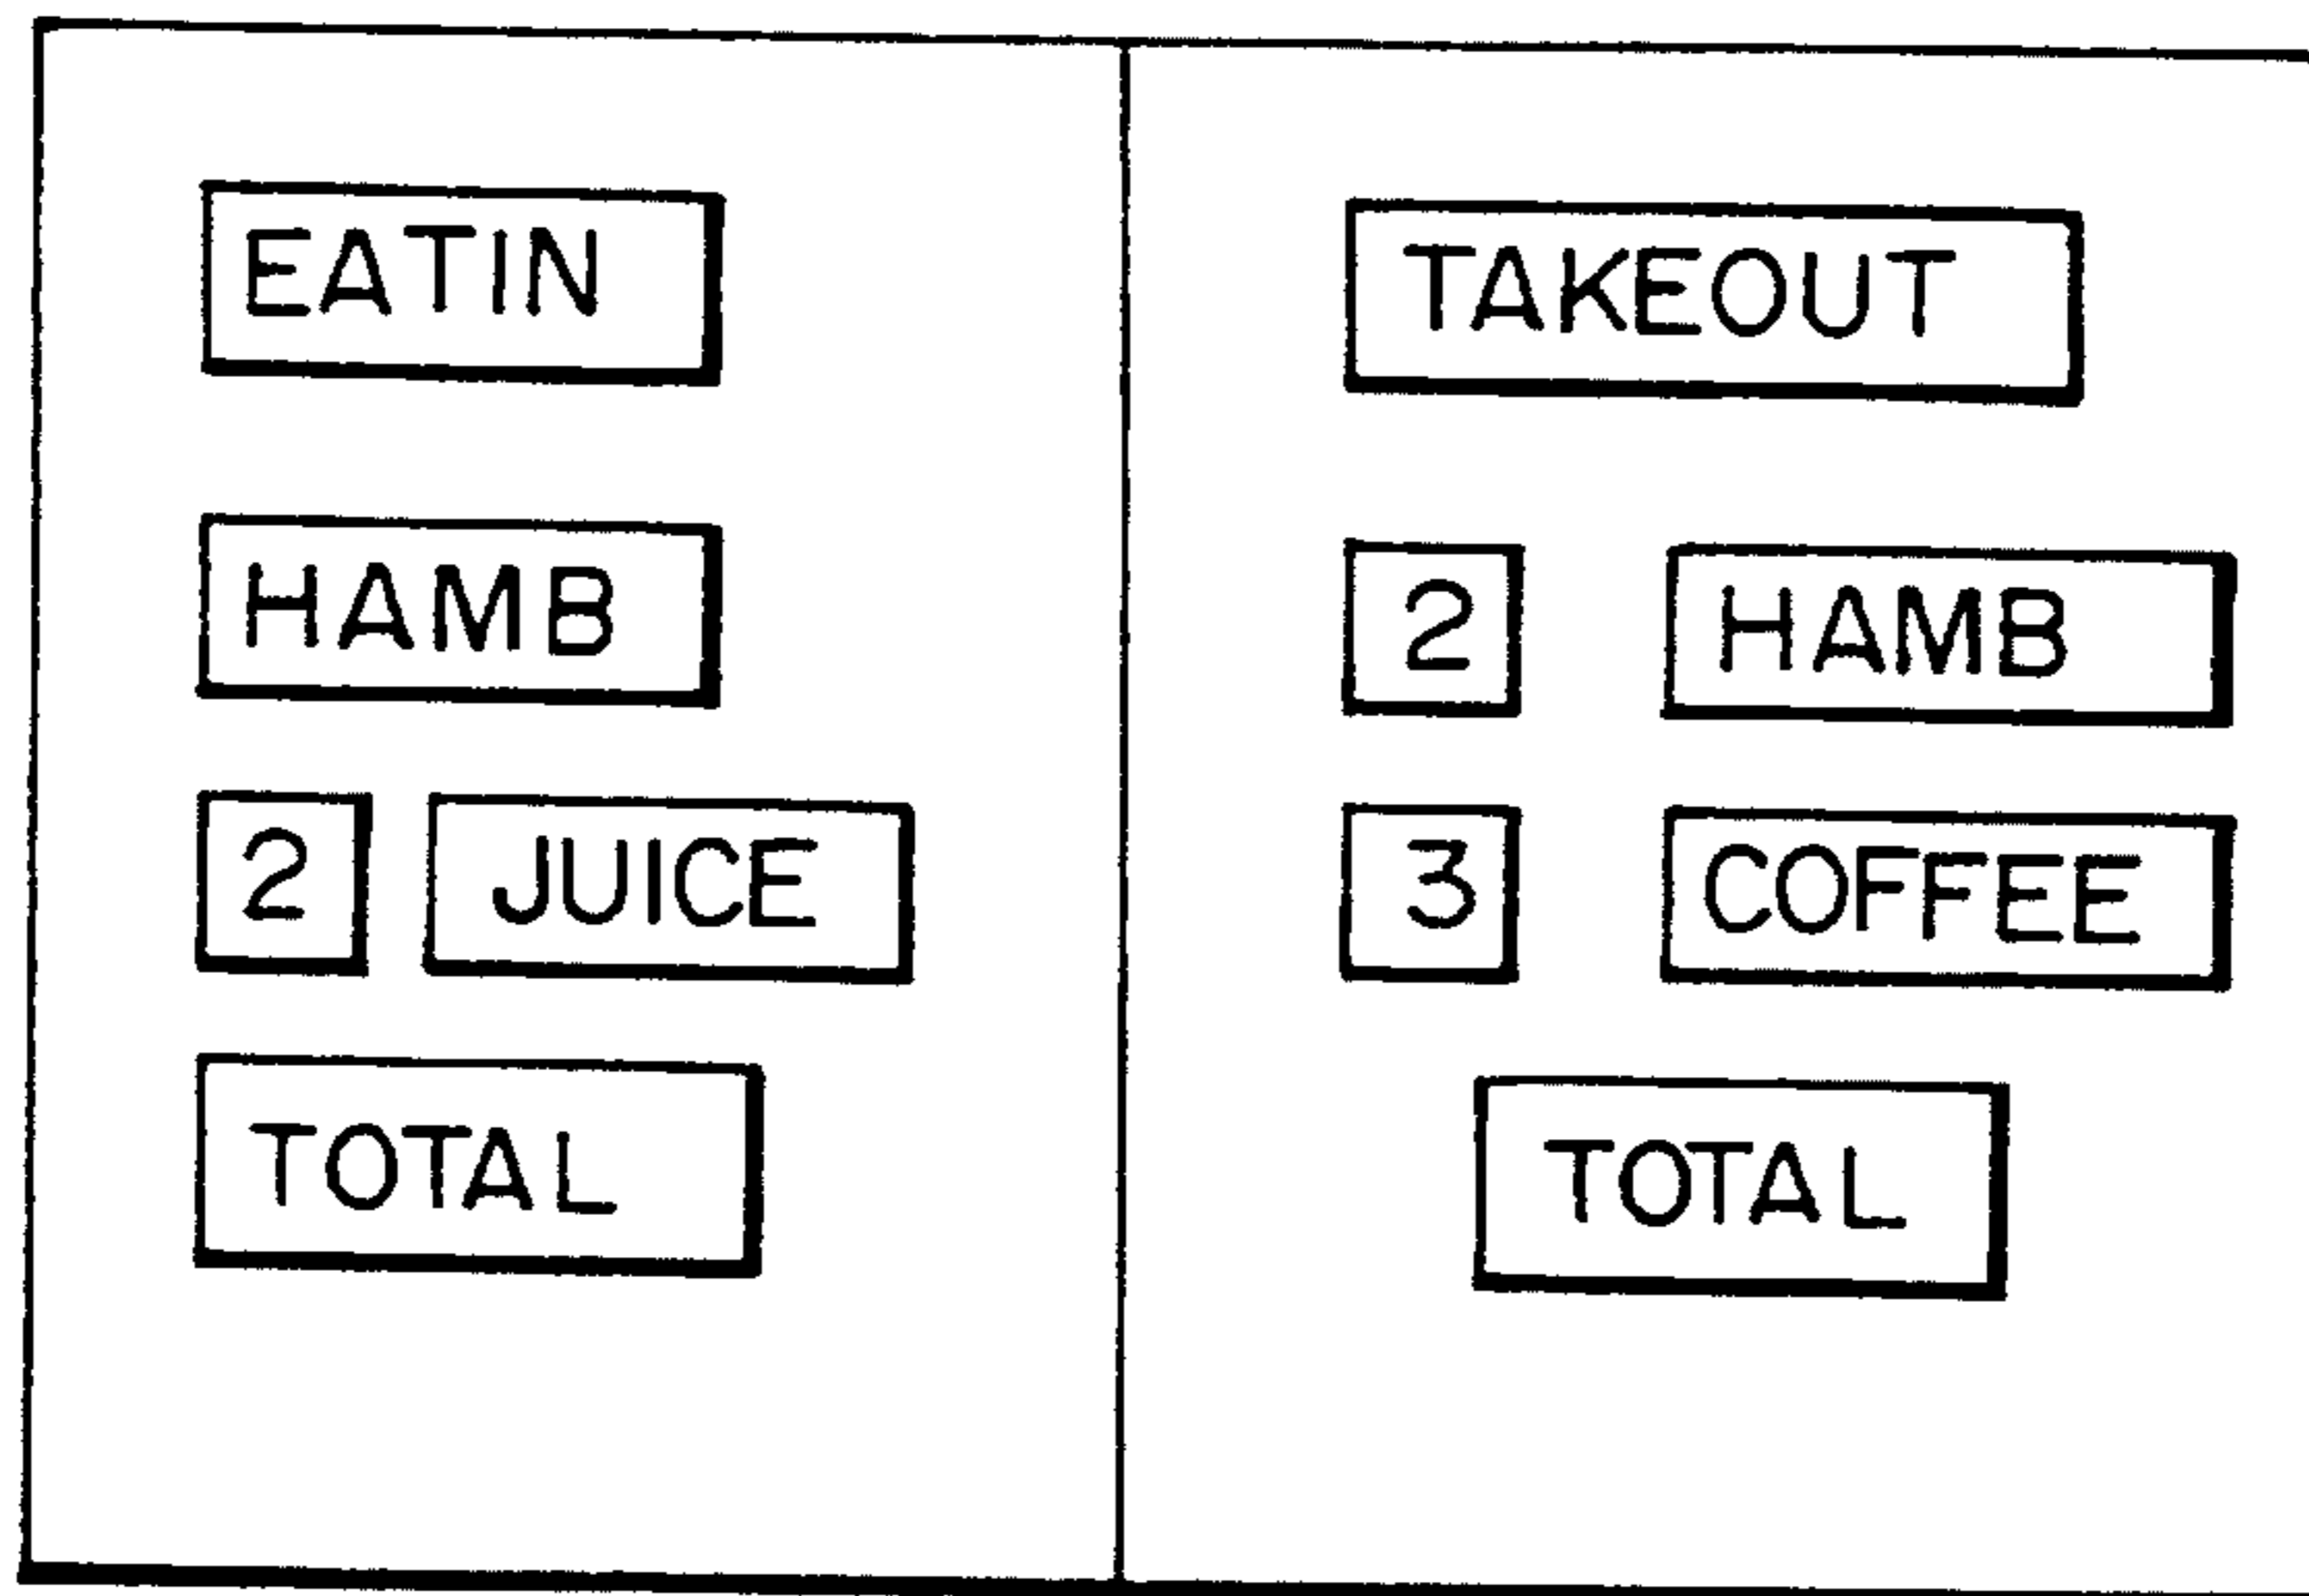 EATIN
HAMB
2 JUICE
TOTAL
TAKEOUT
2 HAMB
3 COFFEE
TOTAL